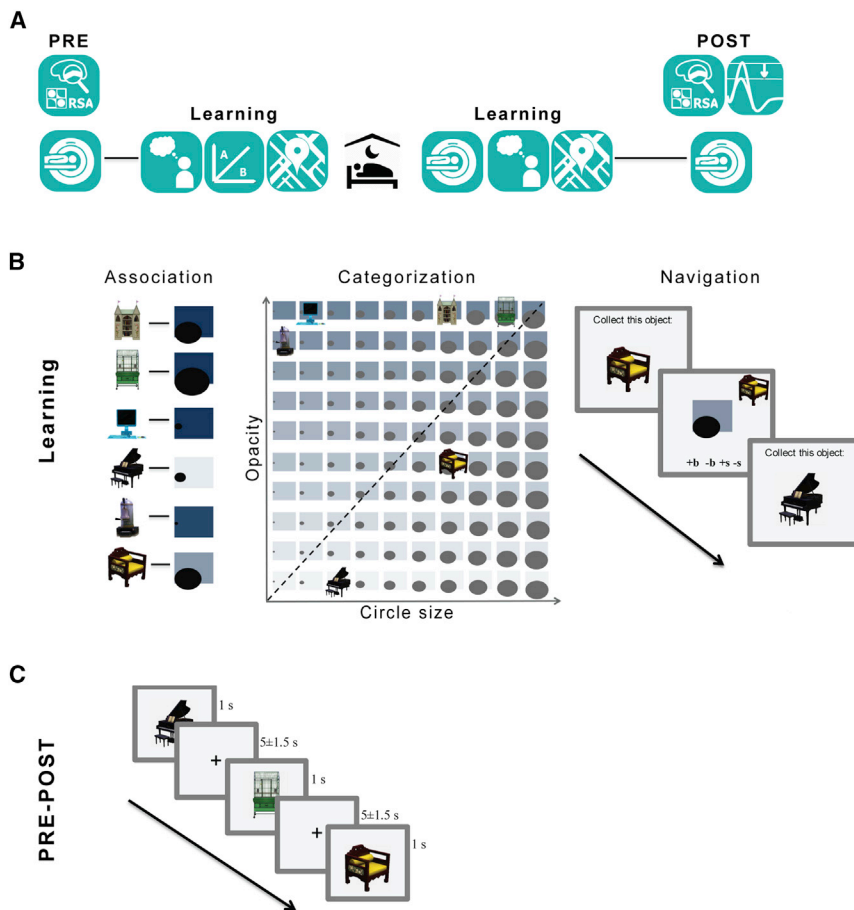 A
PRE
POST
RSA
RSA
Learning
Learning
A
B
B
Association
Categorization
Navigation
Learning
Opacity
Circle size
Collect this object:
+b -b +s -s
Collect this object:
C
PRE-POST
1 s
+
5±1.5 s
1 s
+
5±1.5 s
1 s